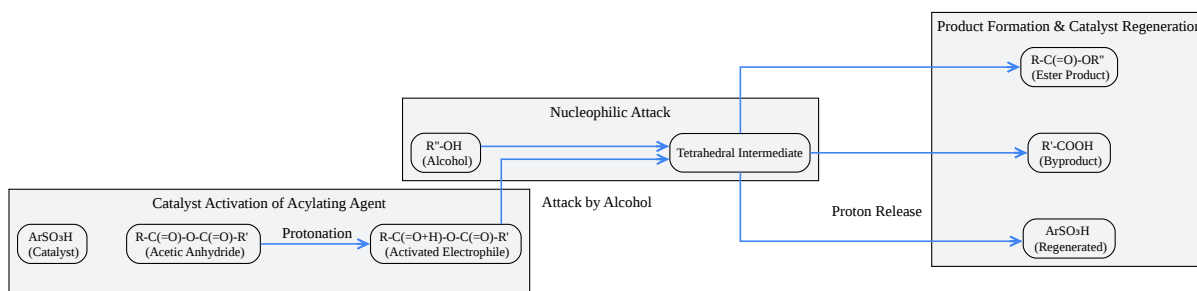 Product Formation & Catalyst Regeneration
R-C(=O)-OR"
(Ester Product)
Nucleophilic Attack
R"-OH
(Alcohol)
Tetrahedral Intermediate
R'-COOH
(Byproduct)
Catalyst Activation of Acylating Agent
Attack by Alcohol
Proton Release
ArSO₃H
(Catalyst)
R-C(=O)-O-C(=O)-R'
(Acetic Anhydride)
Protonation
R-C(=O+H)-O-C(=O)-R'
(Activated Electrophile)
ArSO₃H
(Regenerated)